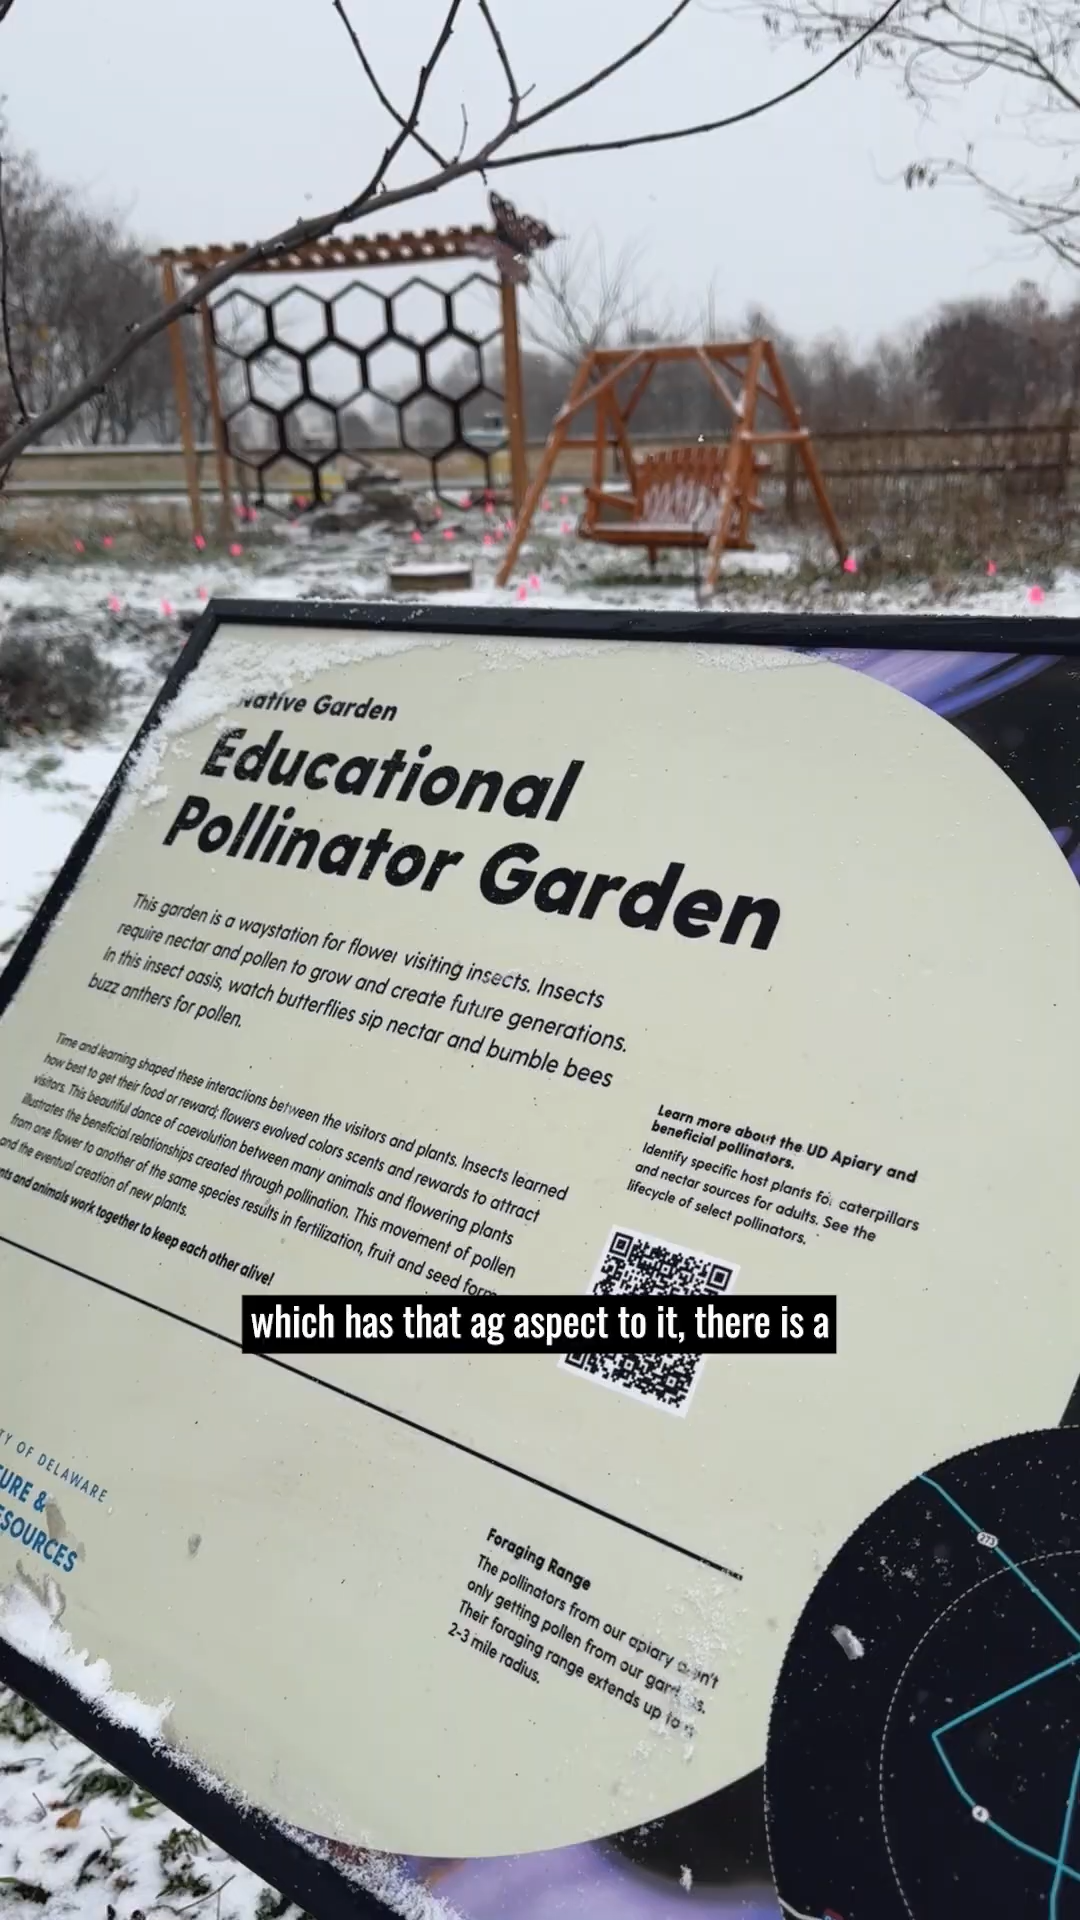 Native Garden
Educational
Pollinator Garden
This garden is a waystation for flower visiting insects. Insects
require nectar and pollen to grow and create future generations.
In this insect oasis, watch butterflies sip nectar and bumble bees
buzz anthers for pollen.
Time and learning shaped these interactions between the visitors and plants. Insects learned
how best to get their food or reward; flowers evolved colors scents and rewards to attract
visitors. This beautiful dance of coevolution between many animals and flowering plants
illustrates the beneficial relationships created through pollination. This movement of pollen
from one flower to another of the same species results in fertilization, fruit and seed form
and the eventual creation of new plants.
nts and animals work together to keep each other alive!
Learn more about the UD Apiary and
beneficial pollinators.
Identify specific host plants for caterpillars
and nectar sources for adults. See the
lifecycle of select pollinators.
which has that ag aspect to it, there is a
TY OF DELAWARE
URE &
ESOURCES
Foraging Range
The pollinators from our apiary aren't
only getting pollen from our gardens.
Their foraging range extends up to a
2-3 mile radius.
273
4